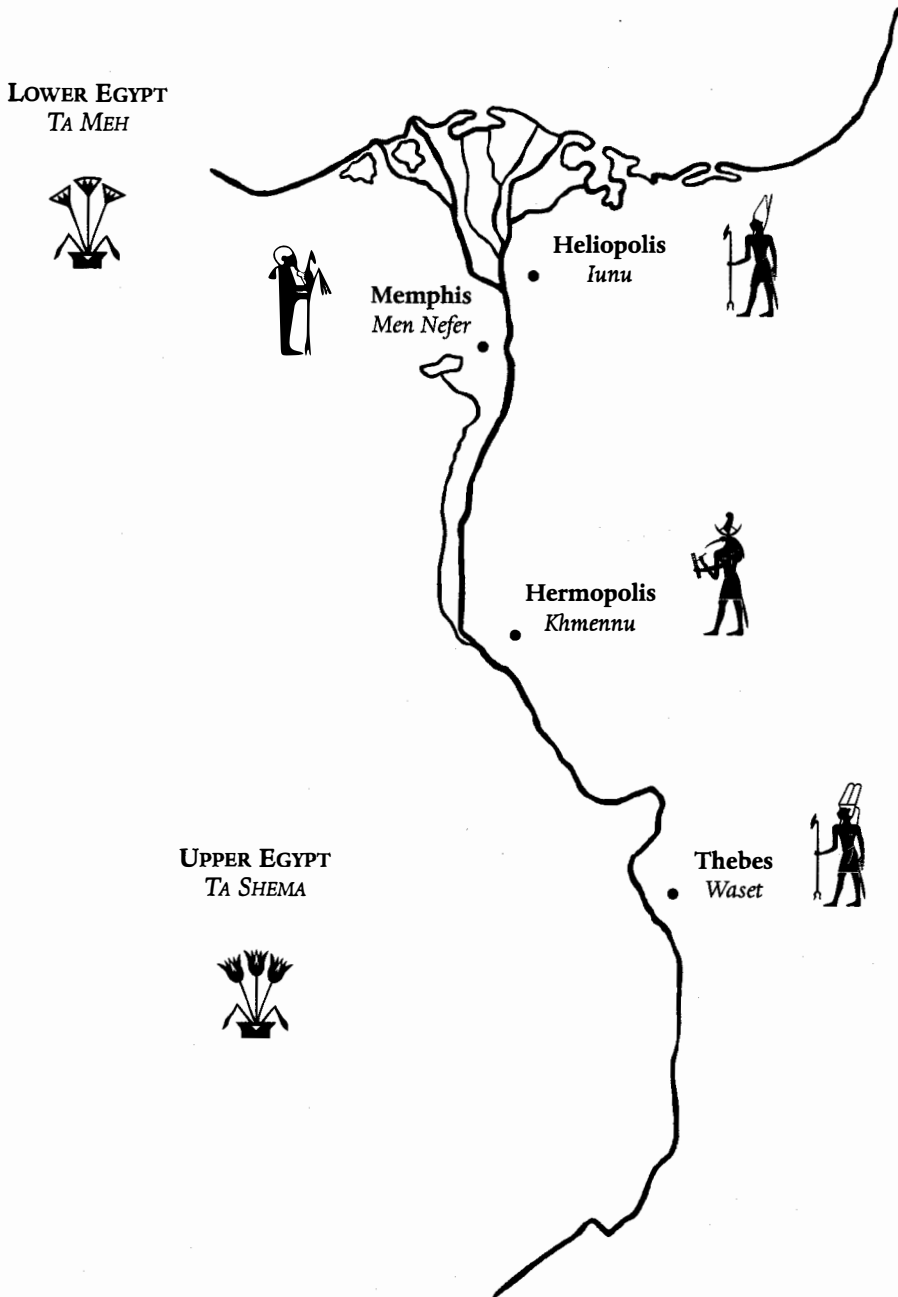 LOWER EGYPT
TA MEH
Heliopolis
Iunu
Memphis
Men Nefer
Hermopolis
Khmennu
UPPER EGYPT
TA SHEMA
Thebes
Waset